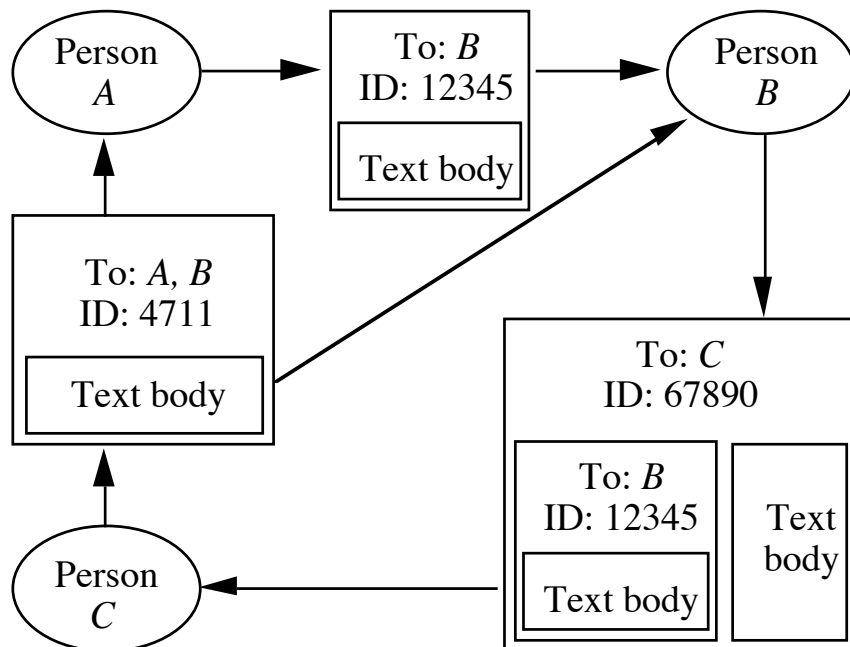 Person
A
To: B
ID: 12345
Text body
Person
B
To: A, B
ID: 4711
Text body
To: C
ID: 67890
To: B
ID: 12345
Text body
Text
body
Person
C